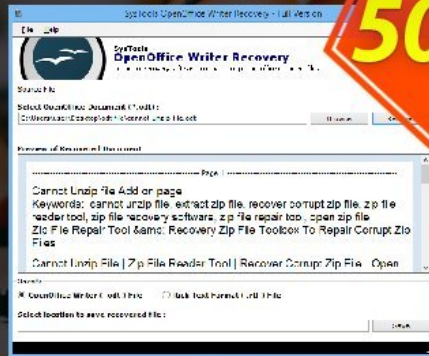 SysTools OpenOffice Writer Recovery - Full Version
50
File Help
SysTools
OpenOffice Writer Recovery
Source File
Select OpenOffice Document (*.odt) :
Browse
Preview of Recovered Document
Page 1
Cannot Unzip file Add on page
Keywords: cannot unzip file, extract zip file, recover corrupt zip file, zip file
reader tool, zip file recovery software, zip file repair tool, open zip file
Zip File Repair Tool &amp; Recovery Zip File Toolbox To Repair Corrupt Zip
Files
Cannot Unzip File | Zip File Reader Tool | Recover Corrupt Zip File Open
OpenOffice Writer ( .odt ) File Rich Text Format ( .rtf ) File
Select location to save recovered file :